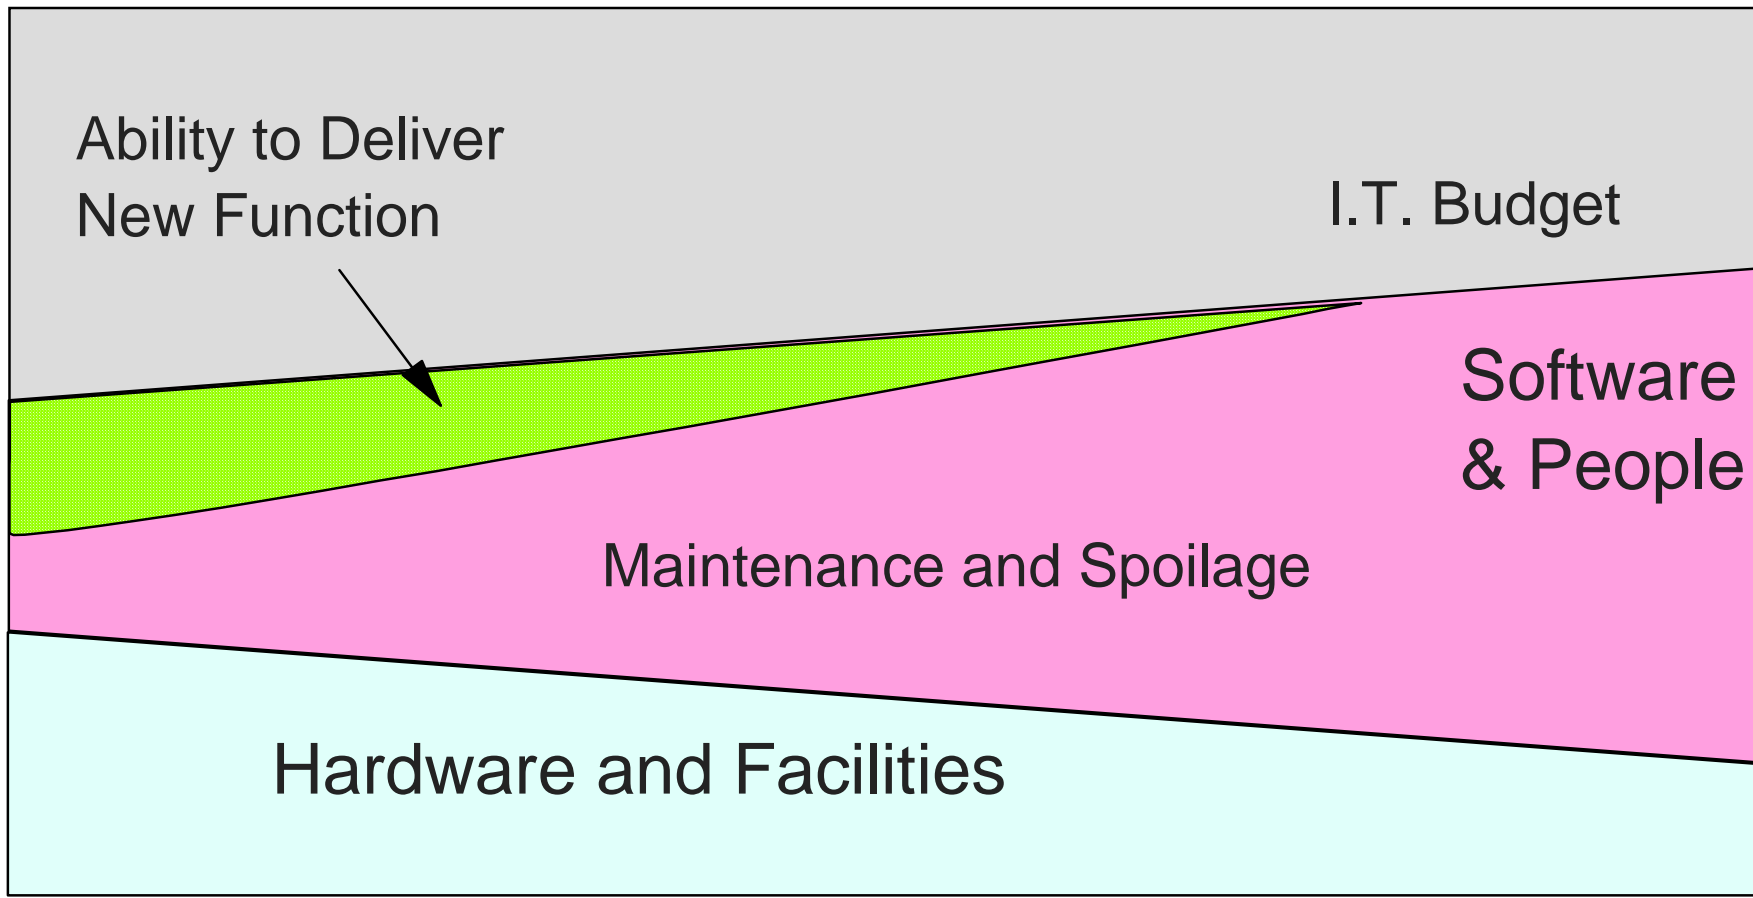 Ability to Deliver
New Function
I.T. Budget
Software
& People
Maintenance and Spoilage
Hardware and Facilities